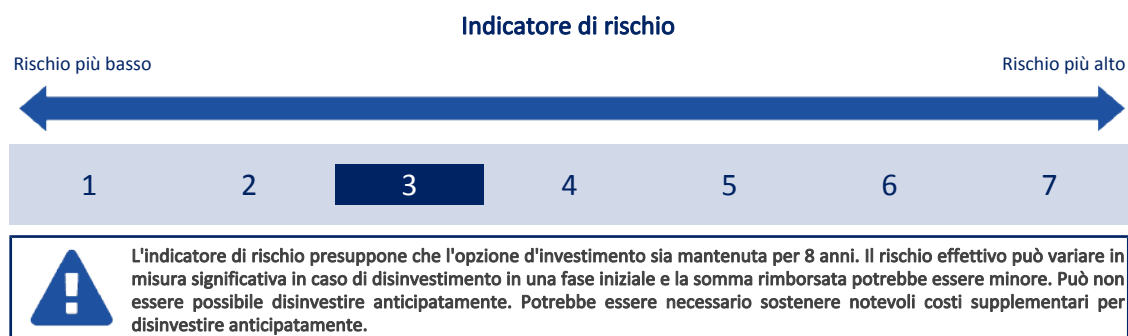 Indicatore di rischio
Rischio più basso
Rischio più alto
1 2 3 4 5 6 7
L'indicatore di rischio presuppone che l'opzione d'investimento sia mantenuta per 8 anni. Il rischio effettivo può variare in
misura significativa in caso di disinvestimento in una fase iniziale e la somma rimborsata potrebbe essere minore. Può non
essere possibile disinvestire anticipatamente. Potrebbe essere necessario sostenere notevoli costi supplementari per
disinvestire anticipatamente.